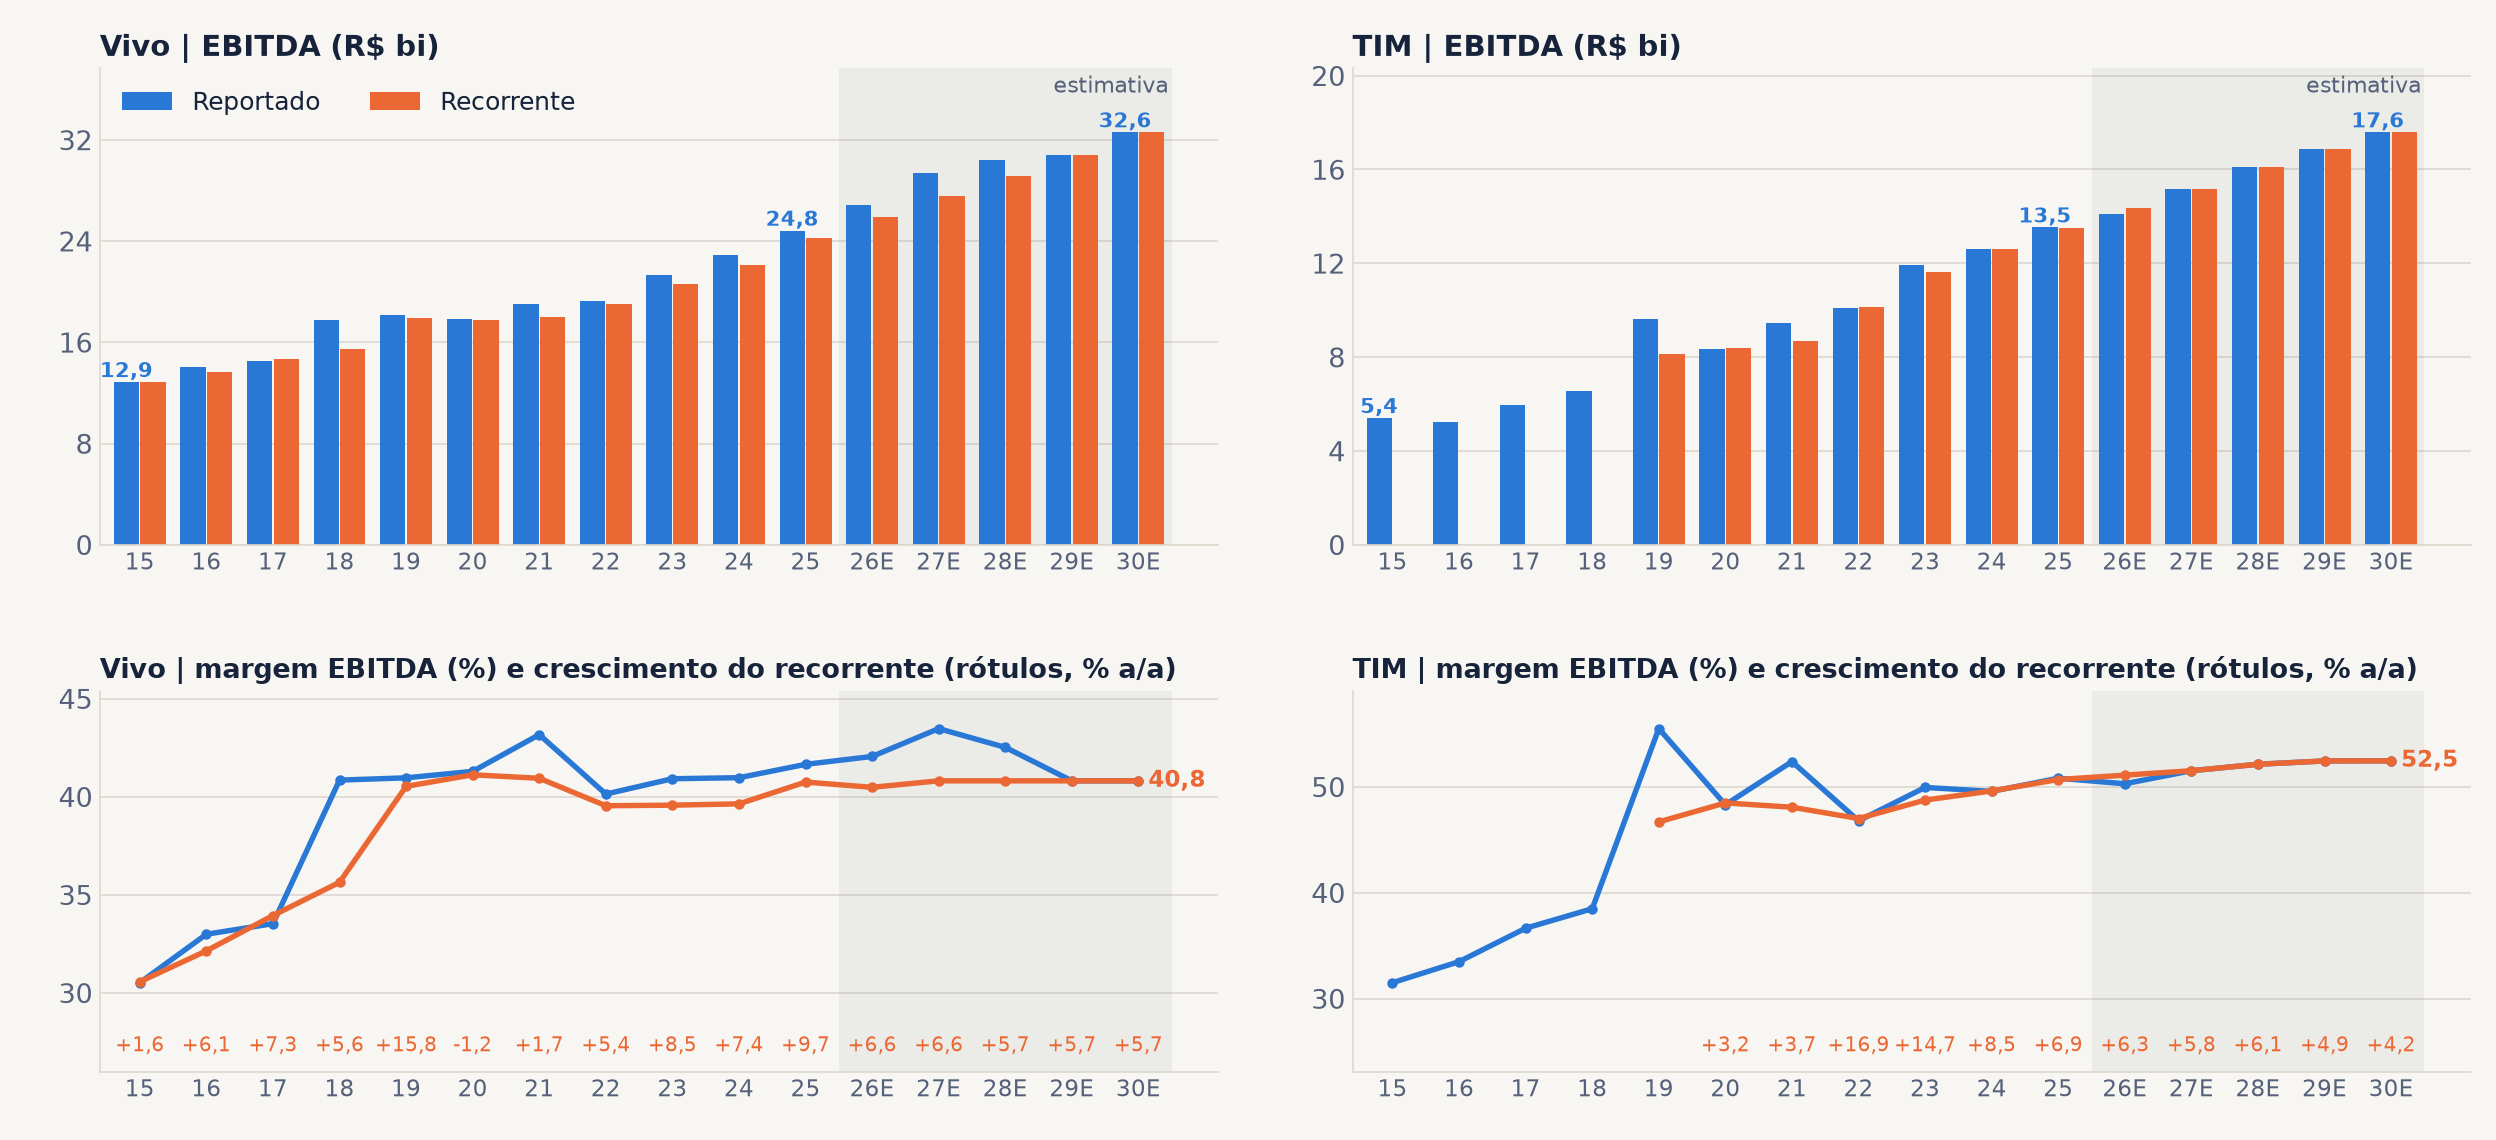 Vivo | EBITDA (R$ bi)
Reportado
Recorrente
estimativa
32
24
16
8
0
12,9
24,8
32,6
15 16 17 18 19 20 21 22 23 24 25 26E 27E 28E 29E 30E
TIM | EBITDA (R$ bi)
estimativa
20
16
12
8
4
0
5,4
13,5
17,6
15 16 17 18 19 20 21 22 23 24 25 26E 27E 28E 29E 30E
Vivo | margem EBITDA (%) e crescimento do recorrente (rótulos, % a/a)
45
40
35
30
40,8
+1,6 +6,1 +7,3 +5,6 +15,8 -1,2 +1,7 +5,4 +8,5 +7,4 +9,7 +6,6 +6,6 +5,7 +5,7 +5,7
15 16 17 18 19 20 21 22 23 24 25 26E 27E 28E 29E 30E
TIM | margem EBITDA (%) e crescimento do recorrente (rótulos, % a/a)
50
40
30
52,5
+3,2 +3,7 +16,9 +14,7 +8,5 +6,9 +6,3 +5,8 +6,1 +4,9 +4,2
15 16 17 18 19 20 21 22 23 24 25 26E 27E 28E 29E 30E